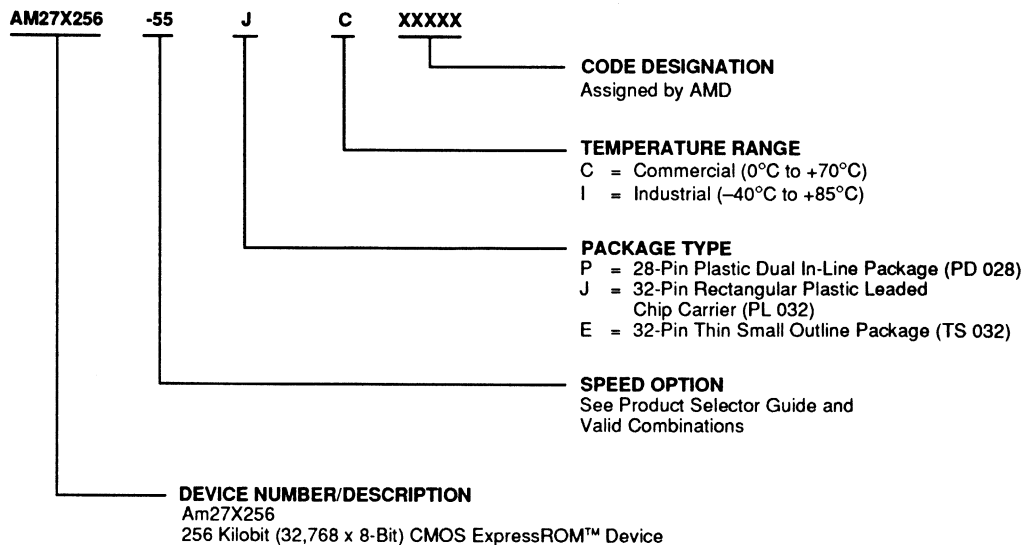 AM27X256 -55 J C XXXXX
CODE DESIGNATION
Assigned by AMD
TEMPERATURE RANGE
C = Commercial (0°C to +70°C)
I = Industrial (–40°C to +85°C)
PACKAGE TYPE
P = 28-Pin Plastic Dual In-Line Package (PD 028)
J = 32-Pin Rectangular Plastic Leaded
Chip Carrier (PL 032)
E = 32-Pin Thin Small Outline Package (TS 032)
SPEED OPTION
See Product Selector Guide and
Valid Combinations
DEVICE NUMBER/DESCRIPTION
Am27X256
256 Kilobit (32,768 x 8-Bit) CMOS ExpressROM™ Device